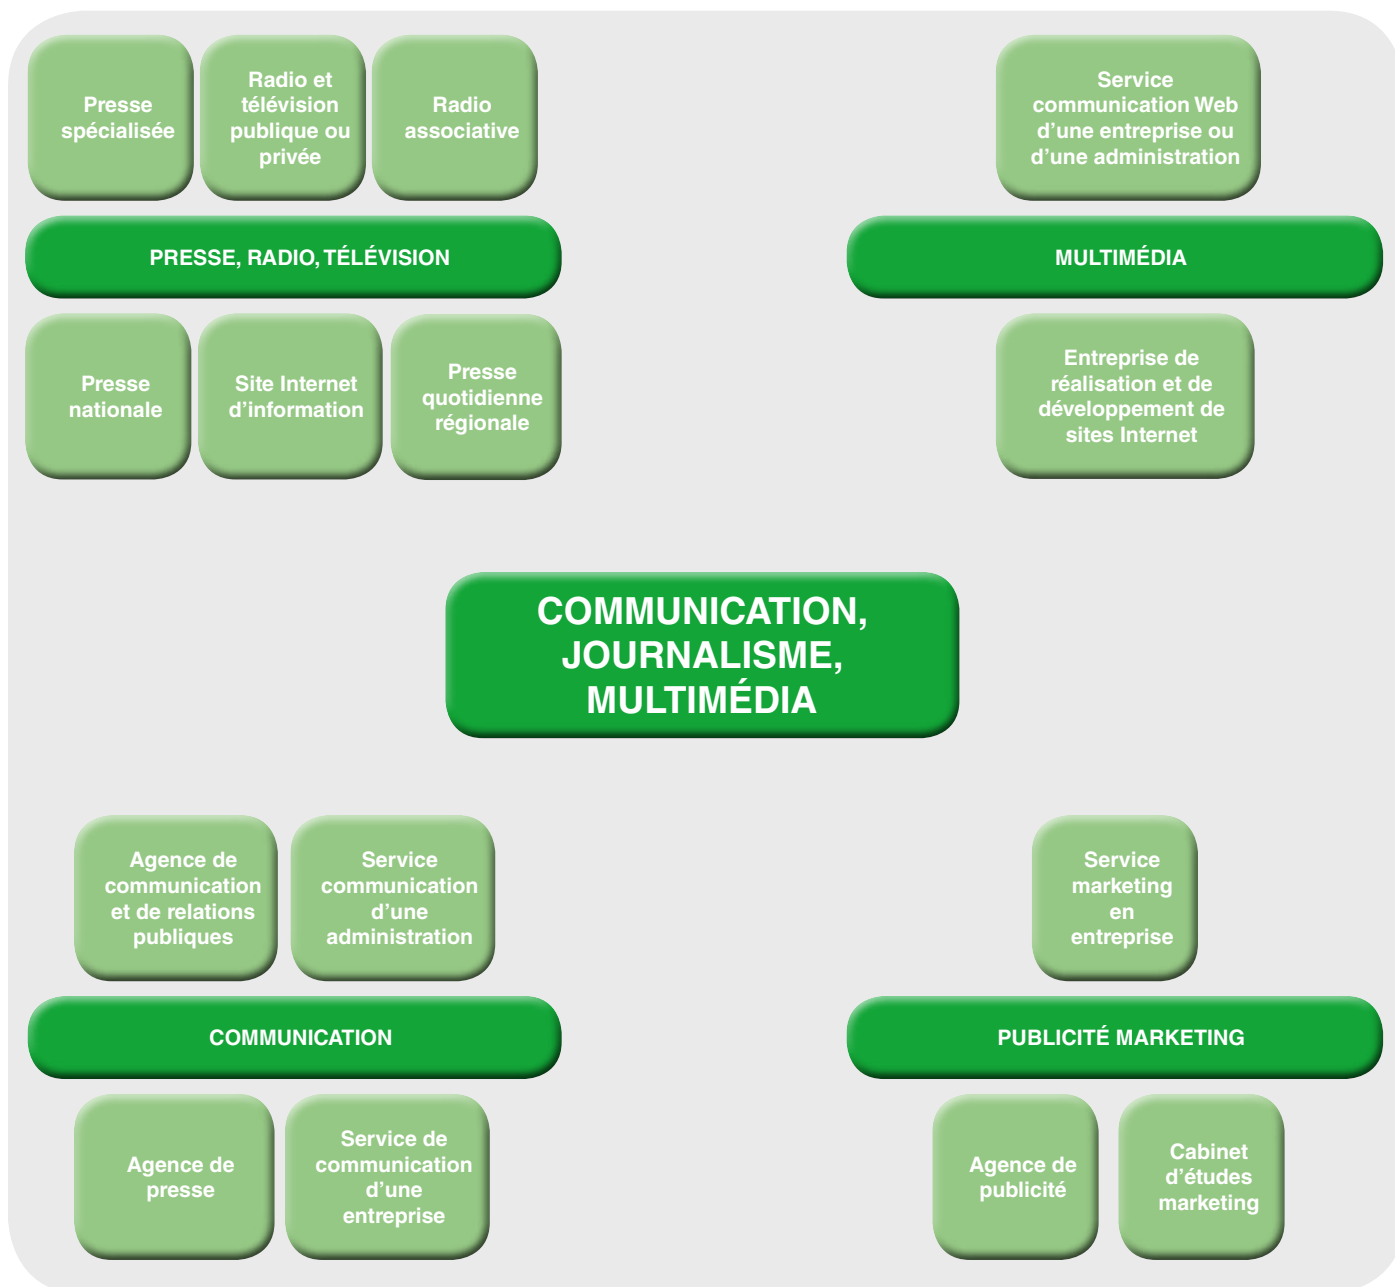 Presse
spécialisée
Radio et
télévision
publique ou
privée
Radio
associative
PRESSE, RADIO, TÉLÉVISION
Presse
nationale
Site Internet
d’information
Presse
quotidienne
régionale
Service
communication Web
d’une entreprise ou
d’une administration
MULTIMÉDIA
Entreprise de
réalisation et de
développement de
sites Internet
COMMUNICATION,
JOURNALISME,
MULTIMÉDIA
Agence de
communication
et de relations
publiques
Service
communication
d’une
administration
COMMUNICATION
Agence de
presse
Service de
communication
d’une
entreprise
Service
marketing
en
entreprise
PUBLICITÉ MARKETING
Agence de
publicité
Cabinet
d’études
marketing